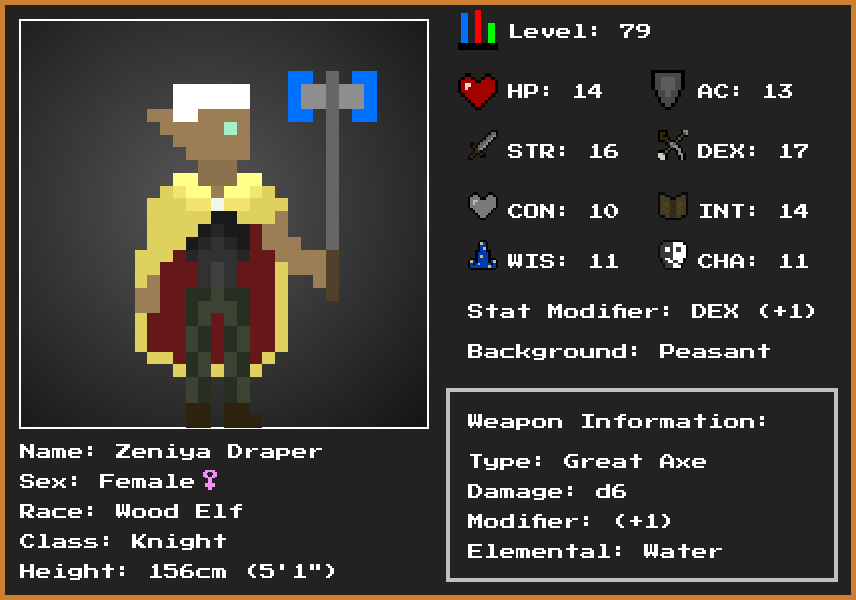 Level: 79
HP: 14
AC: 13
STR: 16
DEX: 17
CON: 10
INT: 14
WIS: 11
CHA: 11
Stat Modifier: DEX (+1)
Background: Peasant
Weapon Information:
Type: Great Axe
Damage: d6
Modifier: (+1)
Elemental: Water
Name: Zeniya Draper
Sex: Female♀
Race: Wood Elf
Class: Knight
Height: 156cm (5'1")